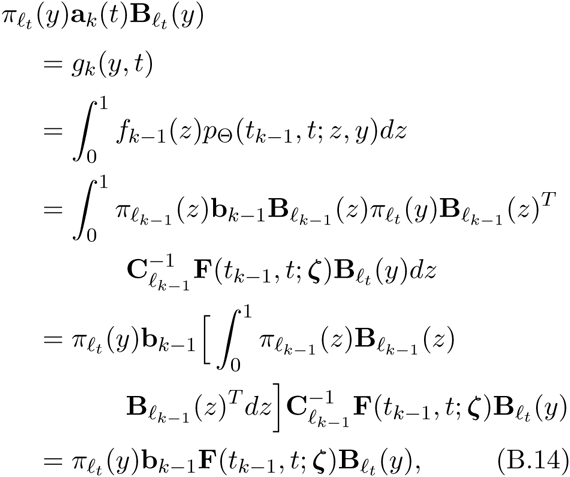 π_{ℓ_t}(y)𝐚_k(t)𝐁_{ℓ_t}(y)
= g_k(y, t)
= ∫_0^1 f_{k−1}(z)p_Θ(t_{k−1}, t; z, y)dz
= ∫_0^1 π_{ℓ_{k−1}}(z)𝐛_{k−1}𝐁_{ℓ_{k−1}}(z)π_{ℓ_t}(y)𝐁_{ℓ_{k−1}}(z)^T
𝐂_{ℓ_{k−1}}^{−1}𝐅(t_{k−1}, t; 𝛇)𝐁_{ℓ_t}(y)dz
= π_{ℓ_t}(y)𝐛_{k−1}[∫_0^1 π_{ℓ_{k−1}}(z)𝐁_{ℓ_{k−1}}(z)
𝐁_{ℓ_{k−1}}(z)^T dz]𝐂_{ℓ_{k−1}}^{−1}𝐅(t_{k−1}, t; 𝛇)𝐁_{ℓ_t}(y)
= π_{ℓ_t}(y)𝐛_{k−1}𝐅(t_{k−1}, t; 𝛇)𝐁_{ℓ_t}(y), (B.14)